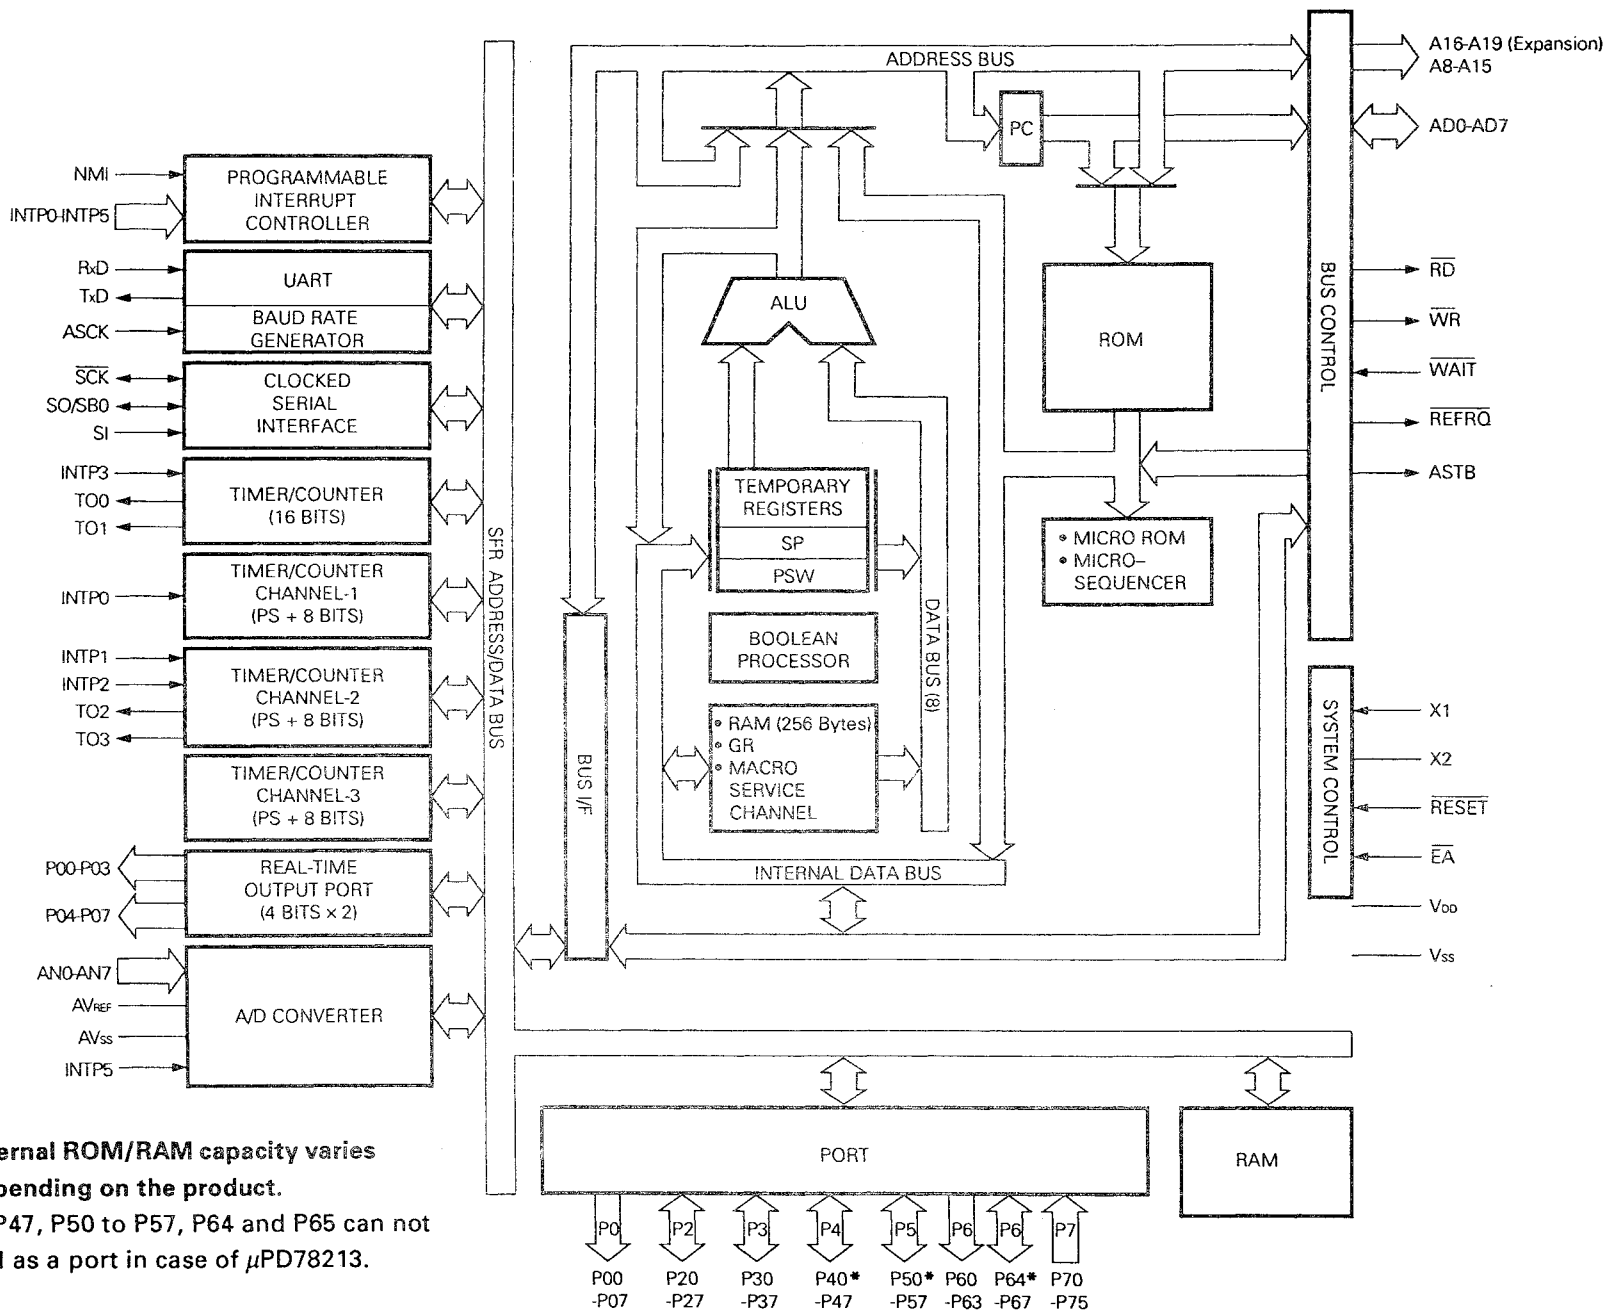 ADDRESS BUS
A16-A19 (Expansion)
A8-A15
PC
AD0-AD7
NMI
INTP0-INTP5
PROGRAMMABLE
INTERRUPT
CONTROLLER
RxD
TxD
ASCK
UART
BAUD RATE
GENERATOR
SCK
SO/SB0
SI
CLOCKED
SERIAL
INTERFACE
INTP3
TO0
TO1
TIMER/COUNTER
(16 BITS)
INTP0
TIMER/COUNTER
CHANNEL-1
(PS + 8 BITS)
INTP1
INTP2
TO2
TO3
TIMER/COUNTER
CHANNEL-2
(PS + 8 BITS)
TIMER/COUNTER
CHANNEL-3
(PS + 8 BITS)
P00-P03
P04-P07
REAL-TIME
OUTPUT PORT
(4 BITS × 2)
AN0-AN7
AVREF
AVSS
INTP5
A/D CONVERTER
SFR ADDRESS/DATA BUS
BUS I/F
ALU
TEMPORARY
REGISTERS
SP
PSW
BOOLEAN
PROCESSOR
• RAM (256 Bytes)
• GR
• MACRO
SERVICE
CHANNEL
DATA BUS (8)
INTERNAL DATA BUS
ROM
• MICRO ROM
• MICRO–
SEQUENCER
BUS CONTROL
RD
WR
WAIT
REFRQ
ASTB
SYSTEM CONTROL
X1
X2
RESET
EA
VDD
VSS
PORT
RAM
P0 P2 P3 P4 P5 P6 P6 P7
P00 P20 P30 P40* P50* P60 P64* P70
-P07 -P27 -P37 -P47 -P57 -P63 -P67 -P75
ernal ROM/RAM capacity varies
pending on the product.
P47, P50 to P57, P64 and P65 can not
as a port in case of μPD78213.